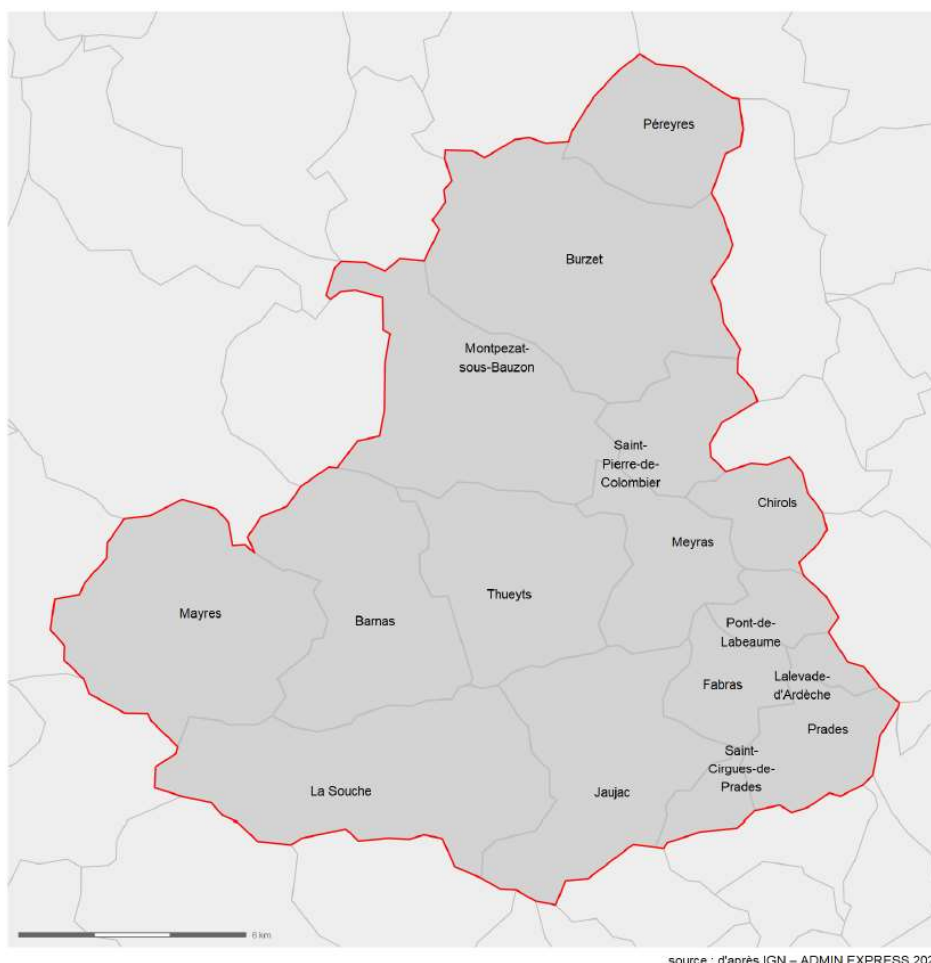 Péreyres
Burzet
Montpezat-
sous-Bauzon
Saint-
Pierre-de-
Colombier
Chirols
Meyras
Thueyts
Mayres
Barnas
Pont-de-
Labeaume
Fabras
Lalevade-
d'Ardèche
Prades
Saint-
Cirgues-de-
Prades
La Souche
Jaujac
6 km
source : d'après IGN – ADMIN EXPRESS 202